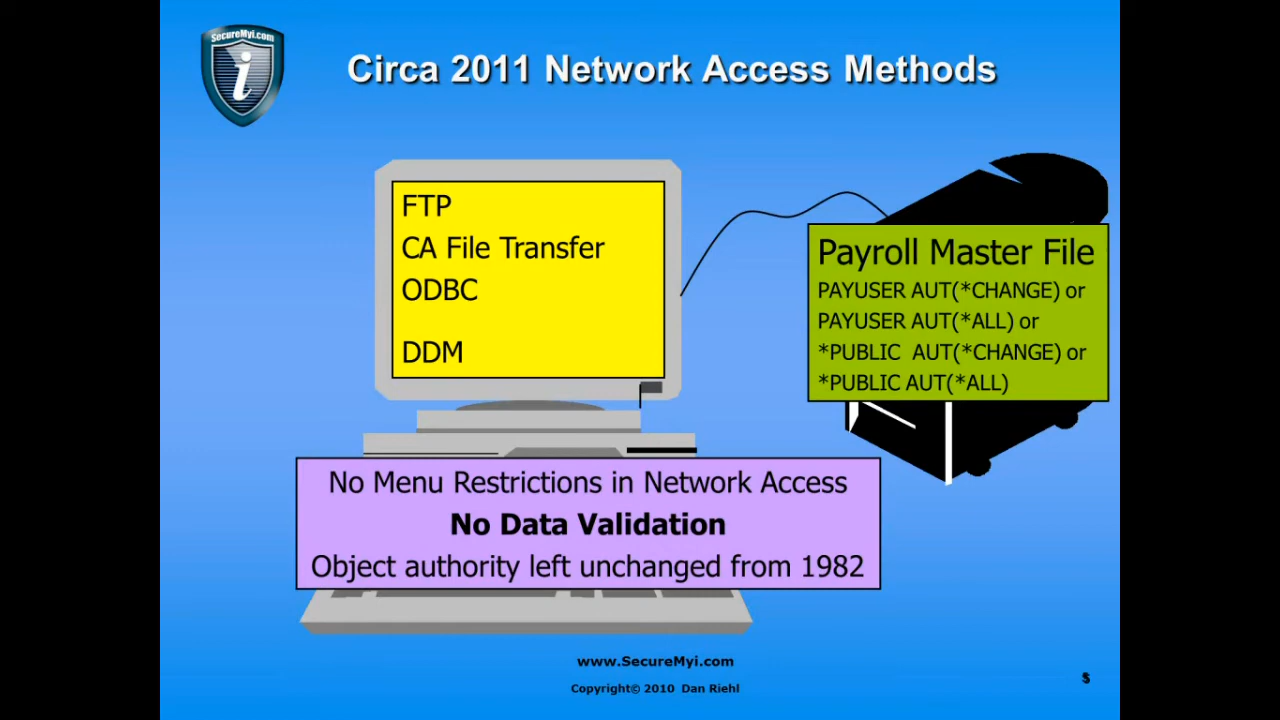 SecureMyi.com
i
Circa 2011 Network Access Methods
FTP
CA File Transfer
ODBC
DDM
Payroll Master File
PAYUSER AUT(*CHANGE) or
PAYUSER AUT(*ALL) or
*PUBLIC  AUT(*CHANGE) or
*PUBLIC AUT(*ALL)
No Menu Restrictions in Network Access
No Data Validation
Object authority left unchanged from 1982
www.SecureMyi.com
Copyright© 2010  Dan Riehl